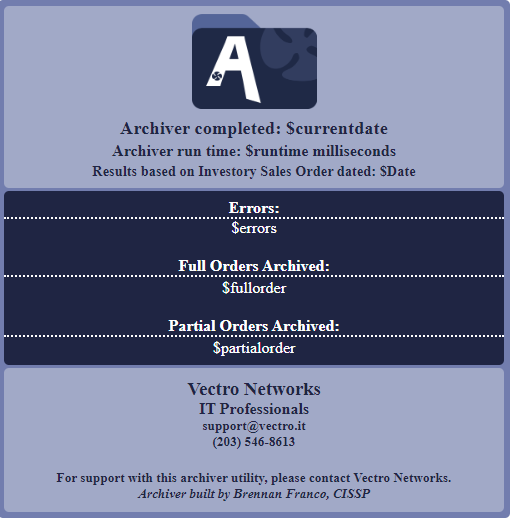 A
Archiver completed: $currentdate
Archiver run time: $runtime milliseconds
Results based on Investory Sales Order dated: $Date
Errors:
$errors
Full Orders Archived:
$fullorder
Partial Orders Archived:
$partialorder
Vectro Networks
IT Professionals
support@vectro.it
(203) 546-8613
For support with this archiver utility, please contact Vectro Networks.
Archiver built by Brennan Franco, CISSP